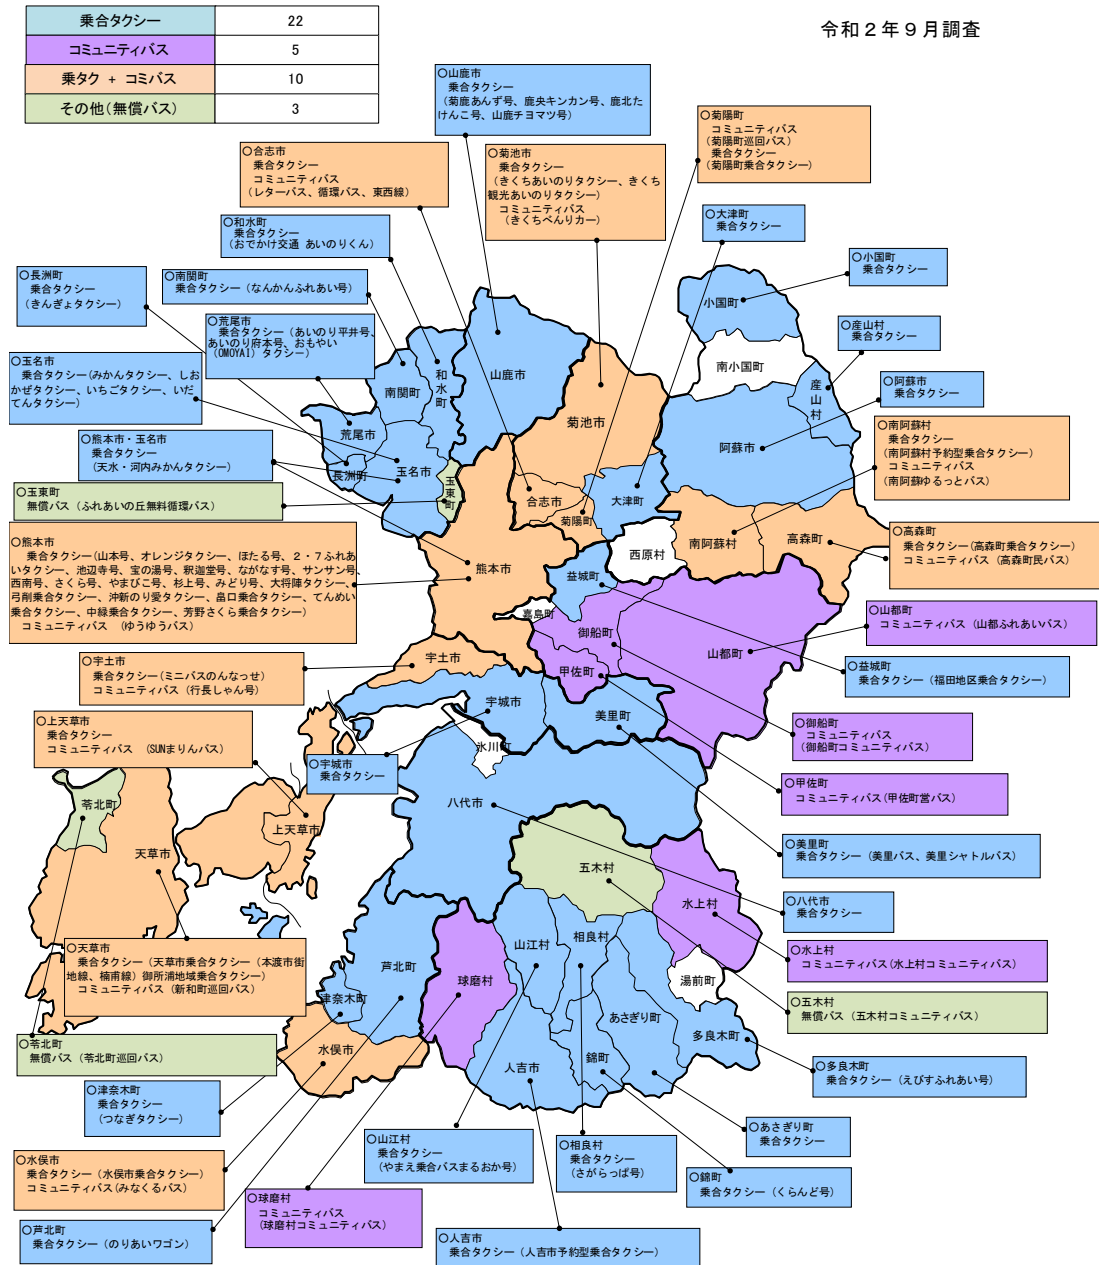 乗合タクシー 22
コミュニティバス 5
乗タク + コミバス 10
その他(無償バス) 3
令和２年９月調査
○山鹿市
乗合タクシー
(菊鹿あんず号、鹿央キンカン号、鹿北た
けんこ号、山鹿チヨマツ号)
○菊陽町
コミュニティバス
(菊陽町巡回バス)
乗合タクシー
(菊陽町乗合タクシー)
○合志市
乗合タクシー
コミュニティバス
(レターバス、循環バス、東西線)
○菊池市
乗合タクシー
(きくちあいのりタクシー、きくち
観光あいのりタクシー)
コミュニティバス
(きくちべんりカー)
○大津町
乗合タクシー
○和水町
乗合タクシー
(おでかけ交通 あいのりくん)
○小国町
乗合タクシー
○長洲町
乗合タクシー
(きんぎょタクシー)
○南関町
乗合タクシー(なんかんふれあい号)
○荒尾市
乗合タクシー(あいのり平井号、
あいのり府本号、おもやい
(OMOYAI)タクシー)
○産山村
乗合タクシー
○玉名市
乗合タクシー(みかんタクシー、しお
かぜタクシー、いちごタクシー、いだ
てんタクシー)
○阿蘇市
乗合タクシー
○熊本市・玉名市
乗合タクシー
(天水・河内みかんタクシー)
○南阿蘇村
乗合タクシー
(南阿蘇村予約型乗合タクシー)
コミュニティバス
(南阿蘇ゆるっとバス)
○玉東町
無償バス(ふれあいの丘無料循環バス)
○熊本市
乗合タクシー(山本号、オレンジタクシー、ほたる号、２・７ふれあ
いタクシー、池辺寺号、宝の湯号、釈迦堂号、ながなす号、サンサン号、
西南号、さくら号、やまびこ号、杉上号、みどり号、大将陣タクシー、
弓削乗合タクシー、沖新のり愛タクシー、畠口乗合タクシー、てんめい
乗合タクシー、中緑乗合タクシー、芳野さくら乗合タクシー)
コミュニティバス (ゆうゆうバス)
○高森町
乗合タクシー(高森町乗合タクシー)
コミュニティバス(高森町民バス)
○山都町
コミュニティバス(山都ふれあいバス)
○宇土市
乗合タクシー(ミニバスのんなっせ)
コミュニティバス(行長しゃん号)
○益城町
乗合タクシー(福田地区乗合タクシー)
○上天草市
乗合タクシー
コミュニティバス (SUNまりんバス)
○御船町
コミュニティバス
(御船町コミュニティバス)
○宇城市
乗合タクシー
○甲佐町
コミュニティバス(甲佐町営バス)
○美里町
乗合タクシー(美里バス、美里シャトルバス)
○八代市
乗合タクシー
○天草市
乗合タクシー(天草市乗合タクシー(本渡市街
地線、楠甫線)御所浦地域乗合タクシー)
コミュニティバス(新和町巡回バス)
○水上村
コミュニティバス(水上村コミュニティバス)
○五木村
無償バス(五木村コミュニティバス)
○苓北町
無償バス(苓北町巡回バス)
○多良木町
乗合タクシー(えびすふれあい号)
○津奈木町
乗合タクシー
(つなぎタクシー)
○あさぎり町
乗合タクシー
○山江村
乗合タクシー
(やまえ乗合バスまるおか号)
○相良村
乗合タクシー
(さがらっぱ号)
○水俣市
乗合タクシー(水俣市乗合タクシー)
コミュニティバス(みなくるバス)
○錦町
乗合タクシー(くらんど号)
○球磨村
コミュニティバス
(球磨村コミュニティバス)
○芦北町
乗合タクシー(のりあいワゴン)
○人吉市
乗合タクシー(人吉市予約型乗合タクシー)
小国町
南小国町
産山村
山鹿市
和水町
南関町
菊池市
荒尾市
阿蘇市
長洲町
玉名市
玉東町
合志市
大津町
菊陽町
西原村
南阿蘇村
高森町
熊本市
益城町
嘉島町
御船町
山都町
宇土市
甲佐町
宇城市
美里町
氷川町
八代市
苓北町
上天草市
天草市
五木村
水上村
山江村
相良村
芦北町
球磨村
湯前町
津奈木町
あさぎり町
多良木町
水俣市
人吉市
錦町